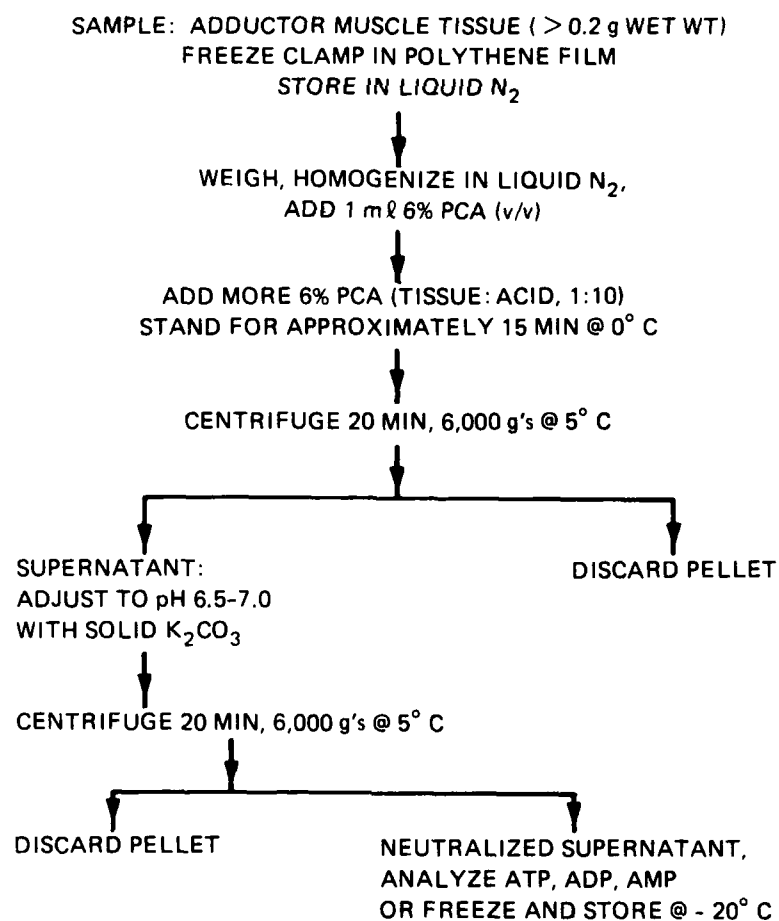 SAMPLE: ADDUCTOR MUSCLE TISSUE ( > 0.2 g WET WT)
FREEZE CLAMP IN POLYTHENE FILM
STORE IN LIQUID N₂
WEIGH, HOMOGENIZE IN LIQUID N₂,
ADD 1 mℓ 6% PCA (v/v)
ADD MORE 6% PCA (TISSUE: ACID, 1:10)
STAND FOR APPROXIMATELY 15 MIN @ 0° C
CENTRIFUGE 20 MIN, 6,000 g's @ 5° C
SUPERNATANT:
ADJUST TO pH 6.5-7.0
WITH SOLID K₂CO₃
DISCARD PELLET
CENTRIFUGE 20 MIN, 6,000 g's @ 5° C
DISCARD PELLET
NEUTRALIZED SUPERNATANT,
ANALYZE ATP, ADP, AMP
OR FREEZE AND STORE @ - 20° C